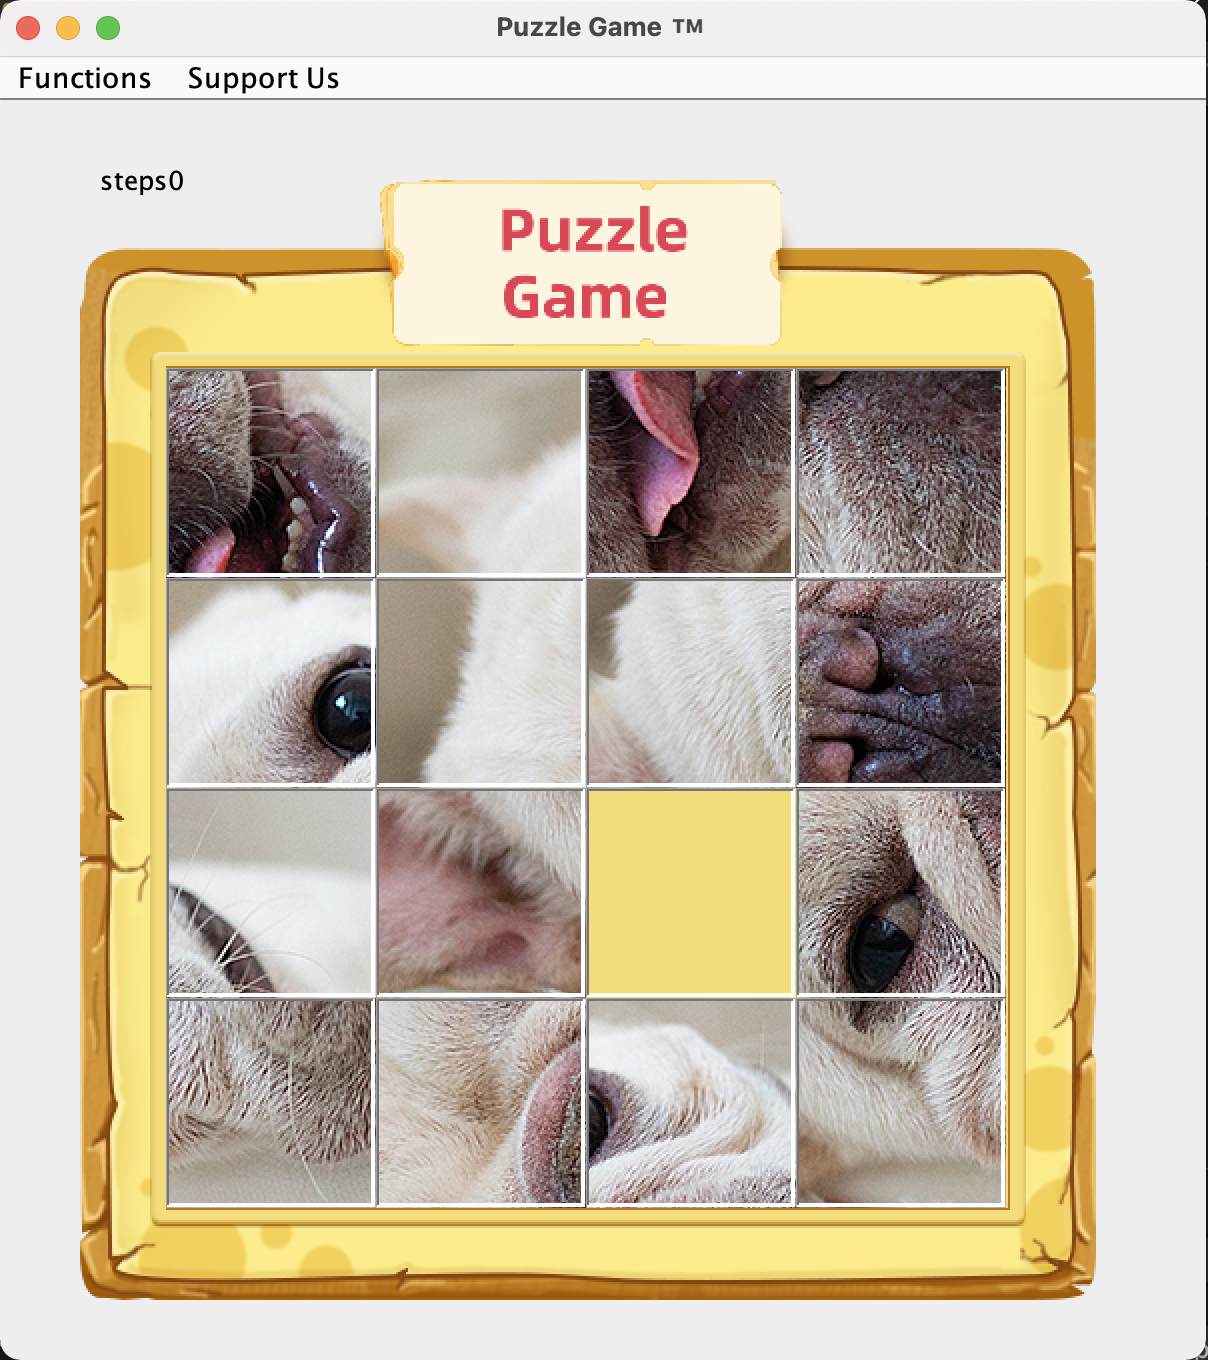 Puzzle Game ™
Functions Support Us
steps0
Puzzle
Game